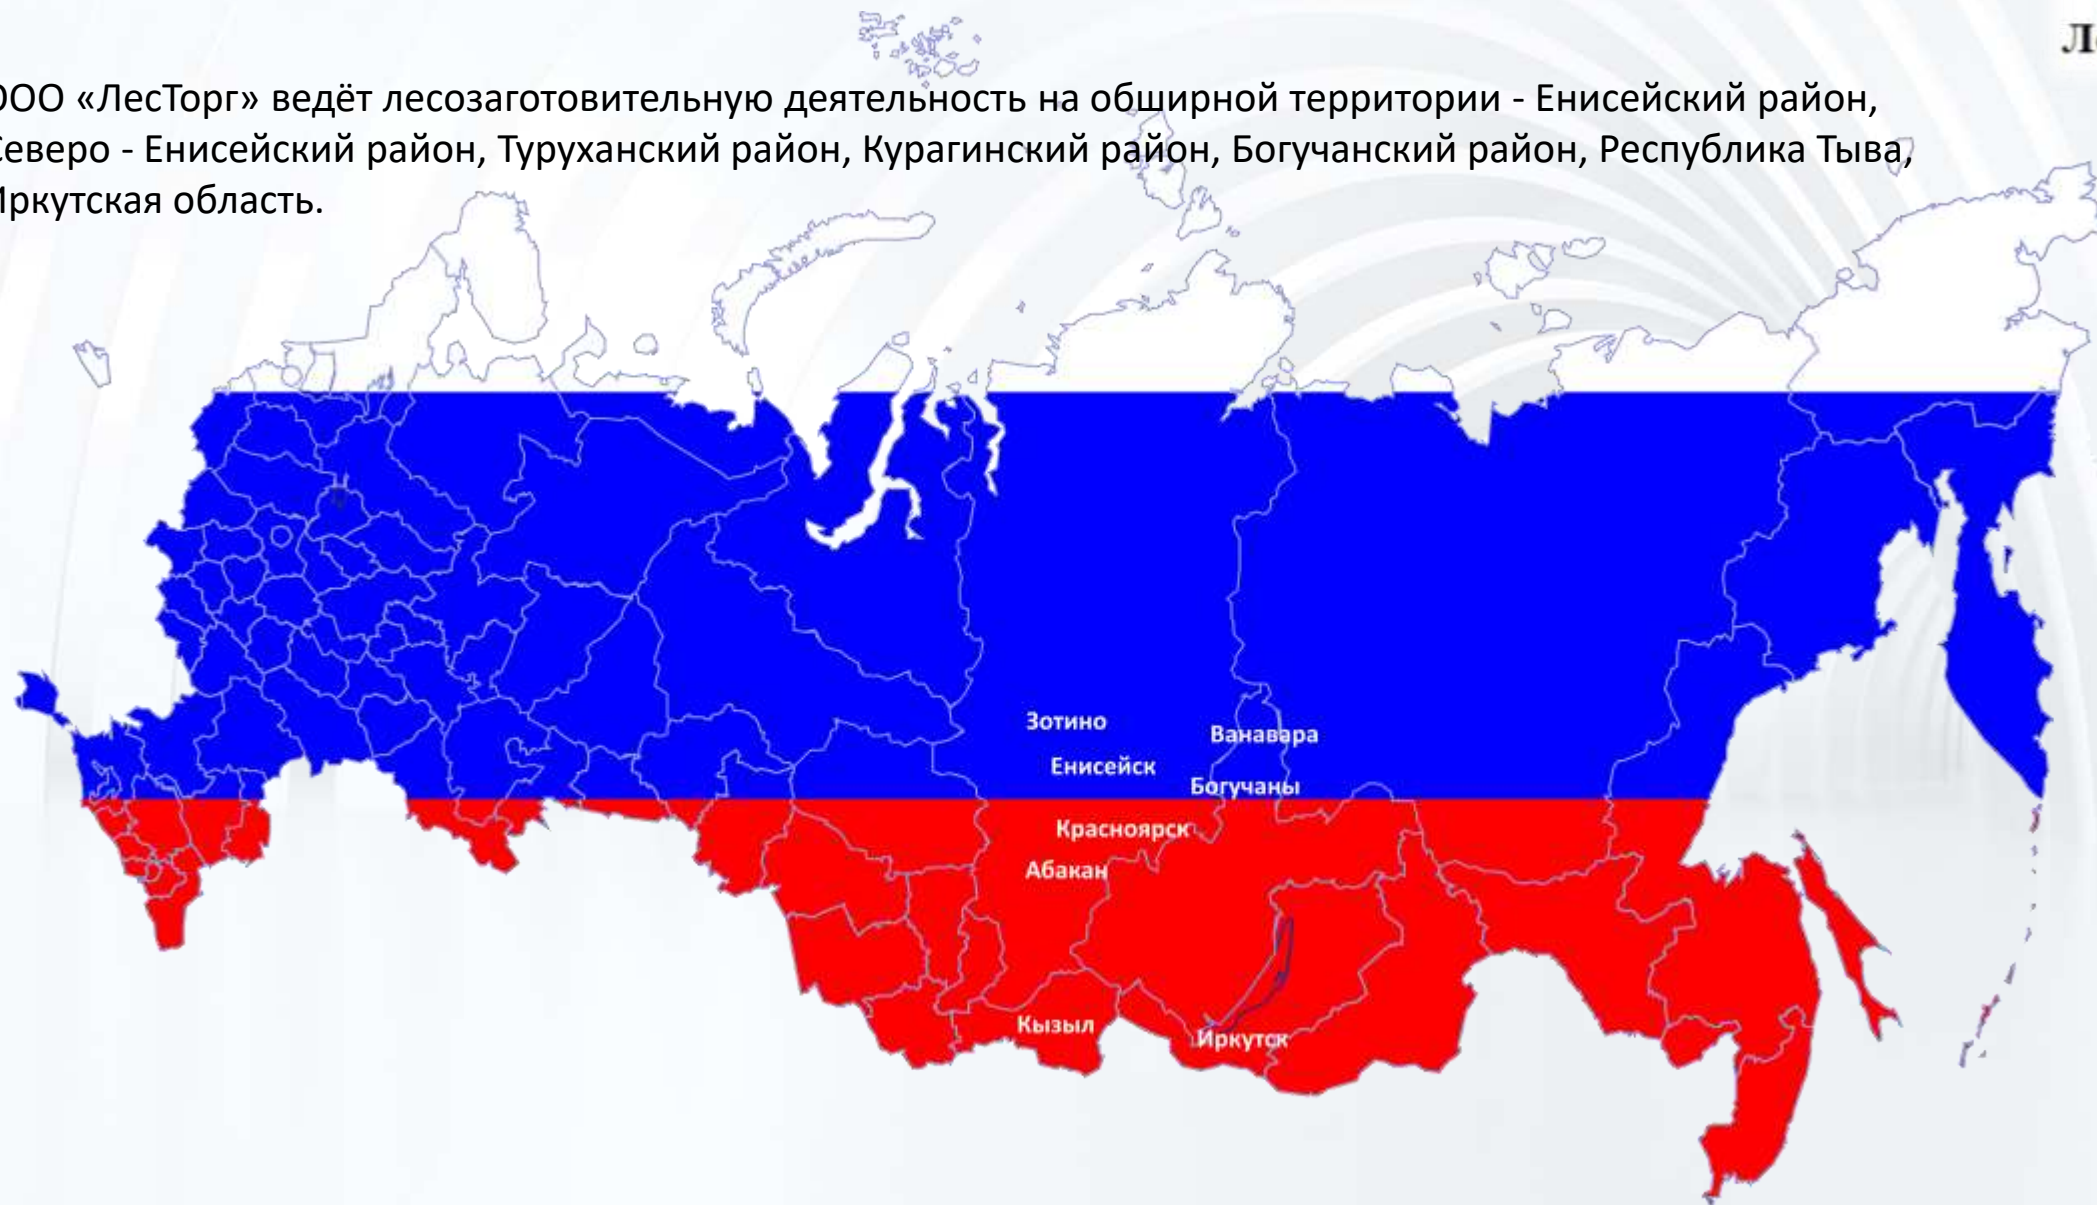 ООО «ЛесТорг» ведёт лесозаготовительную деятельность на обширной территории - Енисейский район,
Северо - Енисейский район, Туруханский район, Курагинский район, Богучанский район, Республика Тыва,
Иркутская область.
Зотино
Ванавара
Енисейск
Богучаны
Красноярск
Абакан
Кызыл
Иркутск